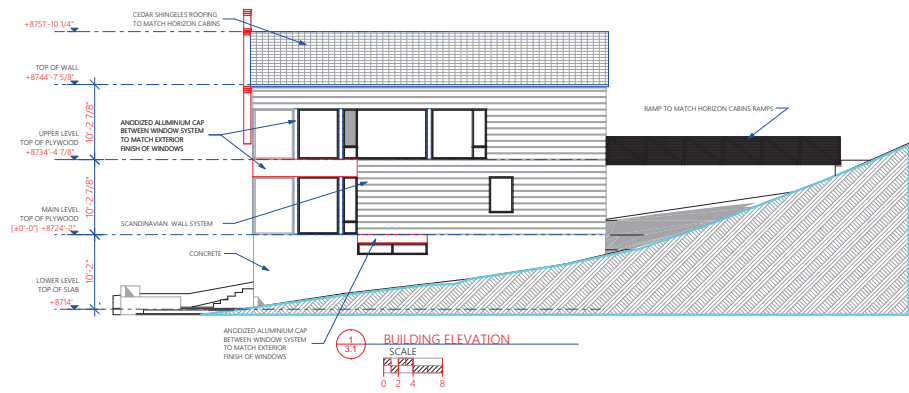 CEDAR SHINGELES ROOFING
TO MATCH HORIZON CABINS
+8751'-10 1/4"
TOP OF WALL
+8744'-7 5/8"
10'-2 7/8"
ANODIZED ALUMINIUM CAP
BETWEEN WINDOW SYSTEM
TO MATCH EXTERIOR
FINISH OF WINDOWS
RAMP TO MATCH HORIZON CABINS RAMPS
UPPER LEVEL
TOP OF PLYWOOD
+8734'-4 7/8"
10'-2 7/8"
MAIN LEVEL
TOP OF PLYWOOD
[±0'-0"] +8724'-2"
SCANDINAVIAN WALL SYSTEM
CONCRETE
10'-2"
LOWER LEVEL
TOP OF SLAB
+8714'
ANODIZED ALUMINIUM CAP
BETWEEN WINDOW SYSTEM
TO MATCH EXTERIOR
FINISH OF WINDOWS
1
3.1
BUILDING ELEVATION
SCALE
0 2 4 8